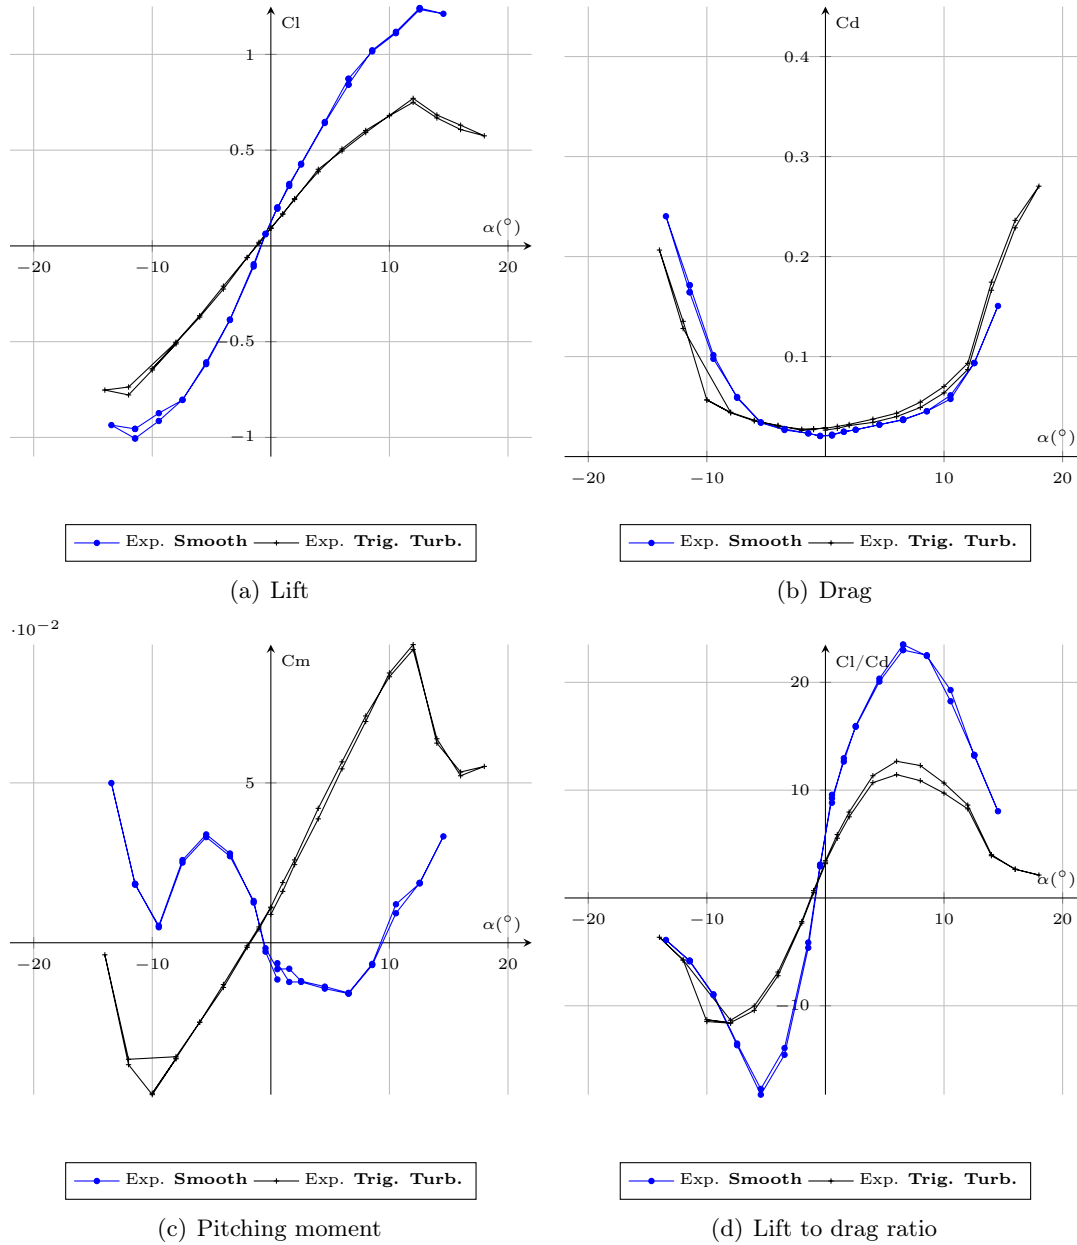 Cl
1
0.5
α(°)
−20
−10
10
20
−0.5
−1
Exp. Smooth Exp. Trig. Turb.
(a) Lift
Cd
0.4
0.3
0.2
0.1
α(°)
−20
−10
10
20
Exp. Smooth Exp. Trig. Turb.
(b) Drag
·10−2
Cm
5
α(°)
−20
−10
10
20
Exp. Smooth Exp. Trig. Turb.
(c) Pitching moment
Cl/Cd
20
10
α(°)
−20
−10
10
20
−10
Exp. Smooth Exp. Trig. Turb.
(d) Lift to drag ratio